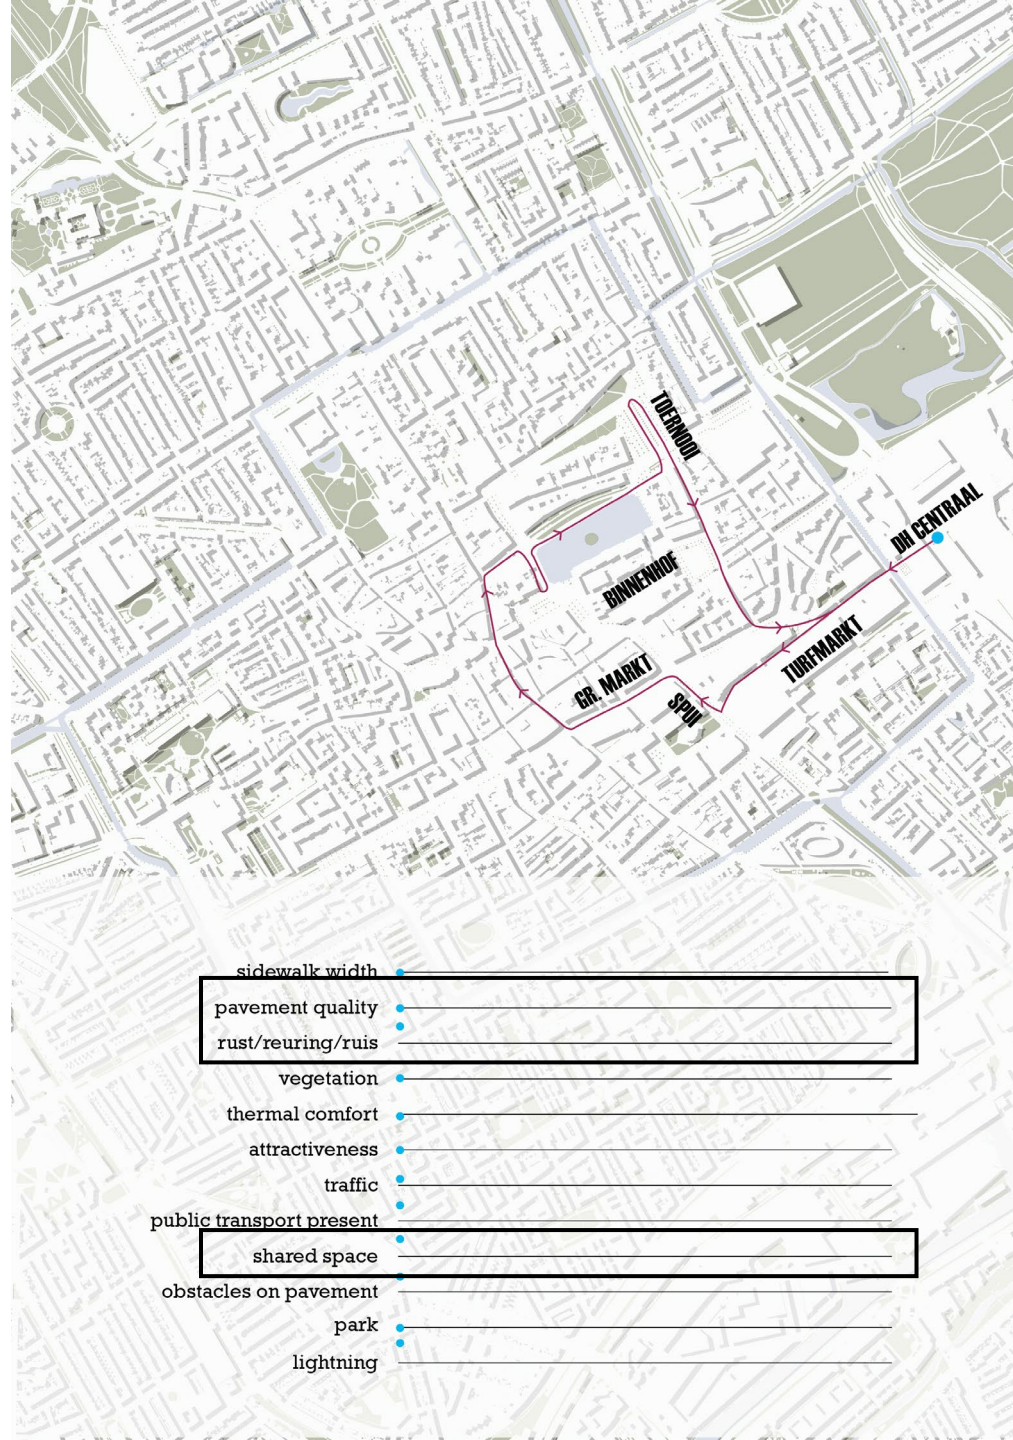 TOERNOOI
DH CENTRAAL
BINNENHOF
TURFMARKT
GR. MARKT
SPUI
sidewalk width
pavement quality
rust/reuring/ruis
vegetation
thermal comfort
attractiveness
traffic
public transport present
shared space
obstacles on pavement
park
lightning